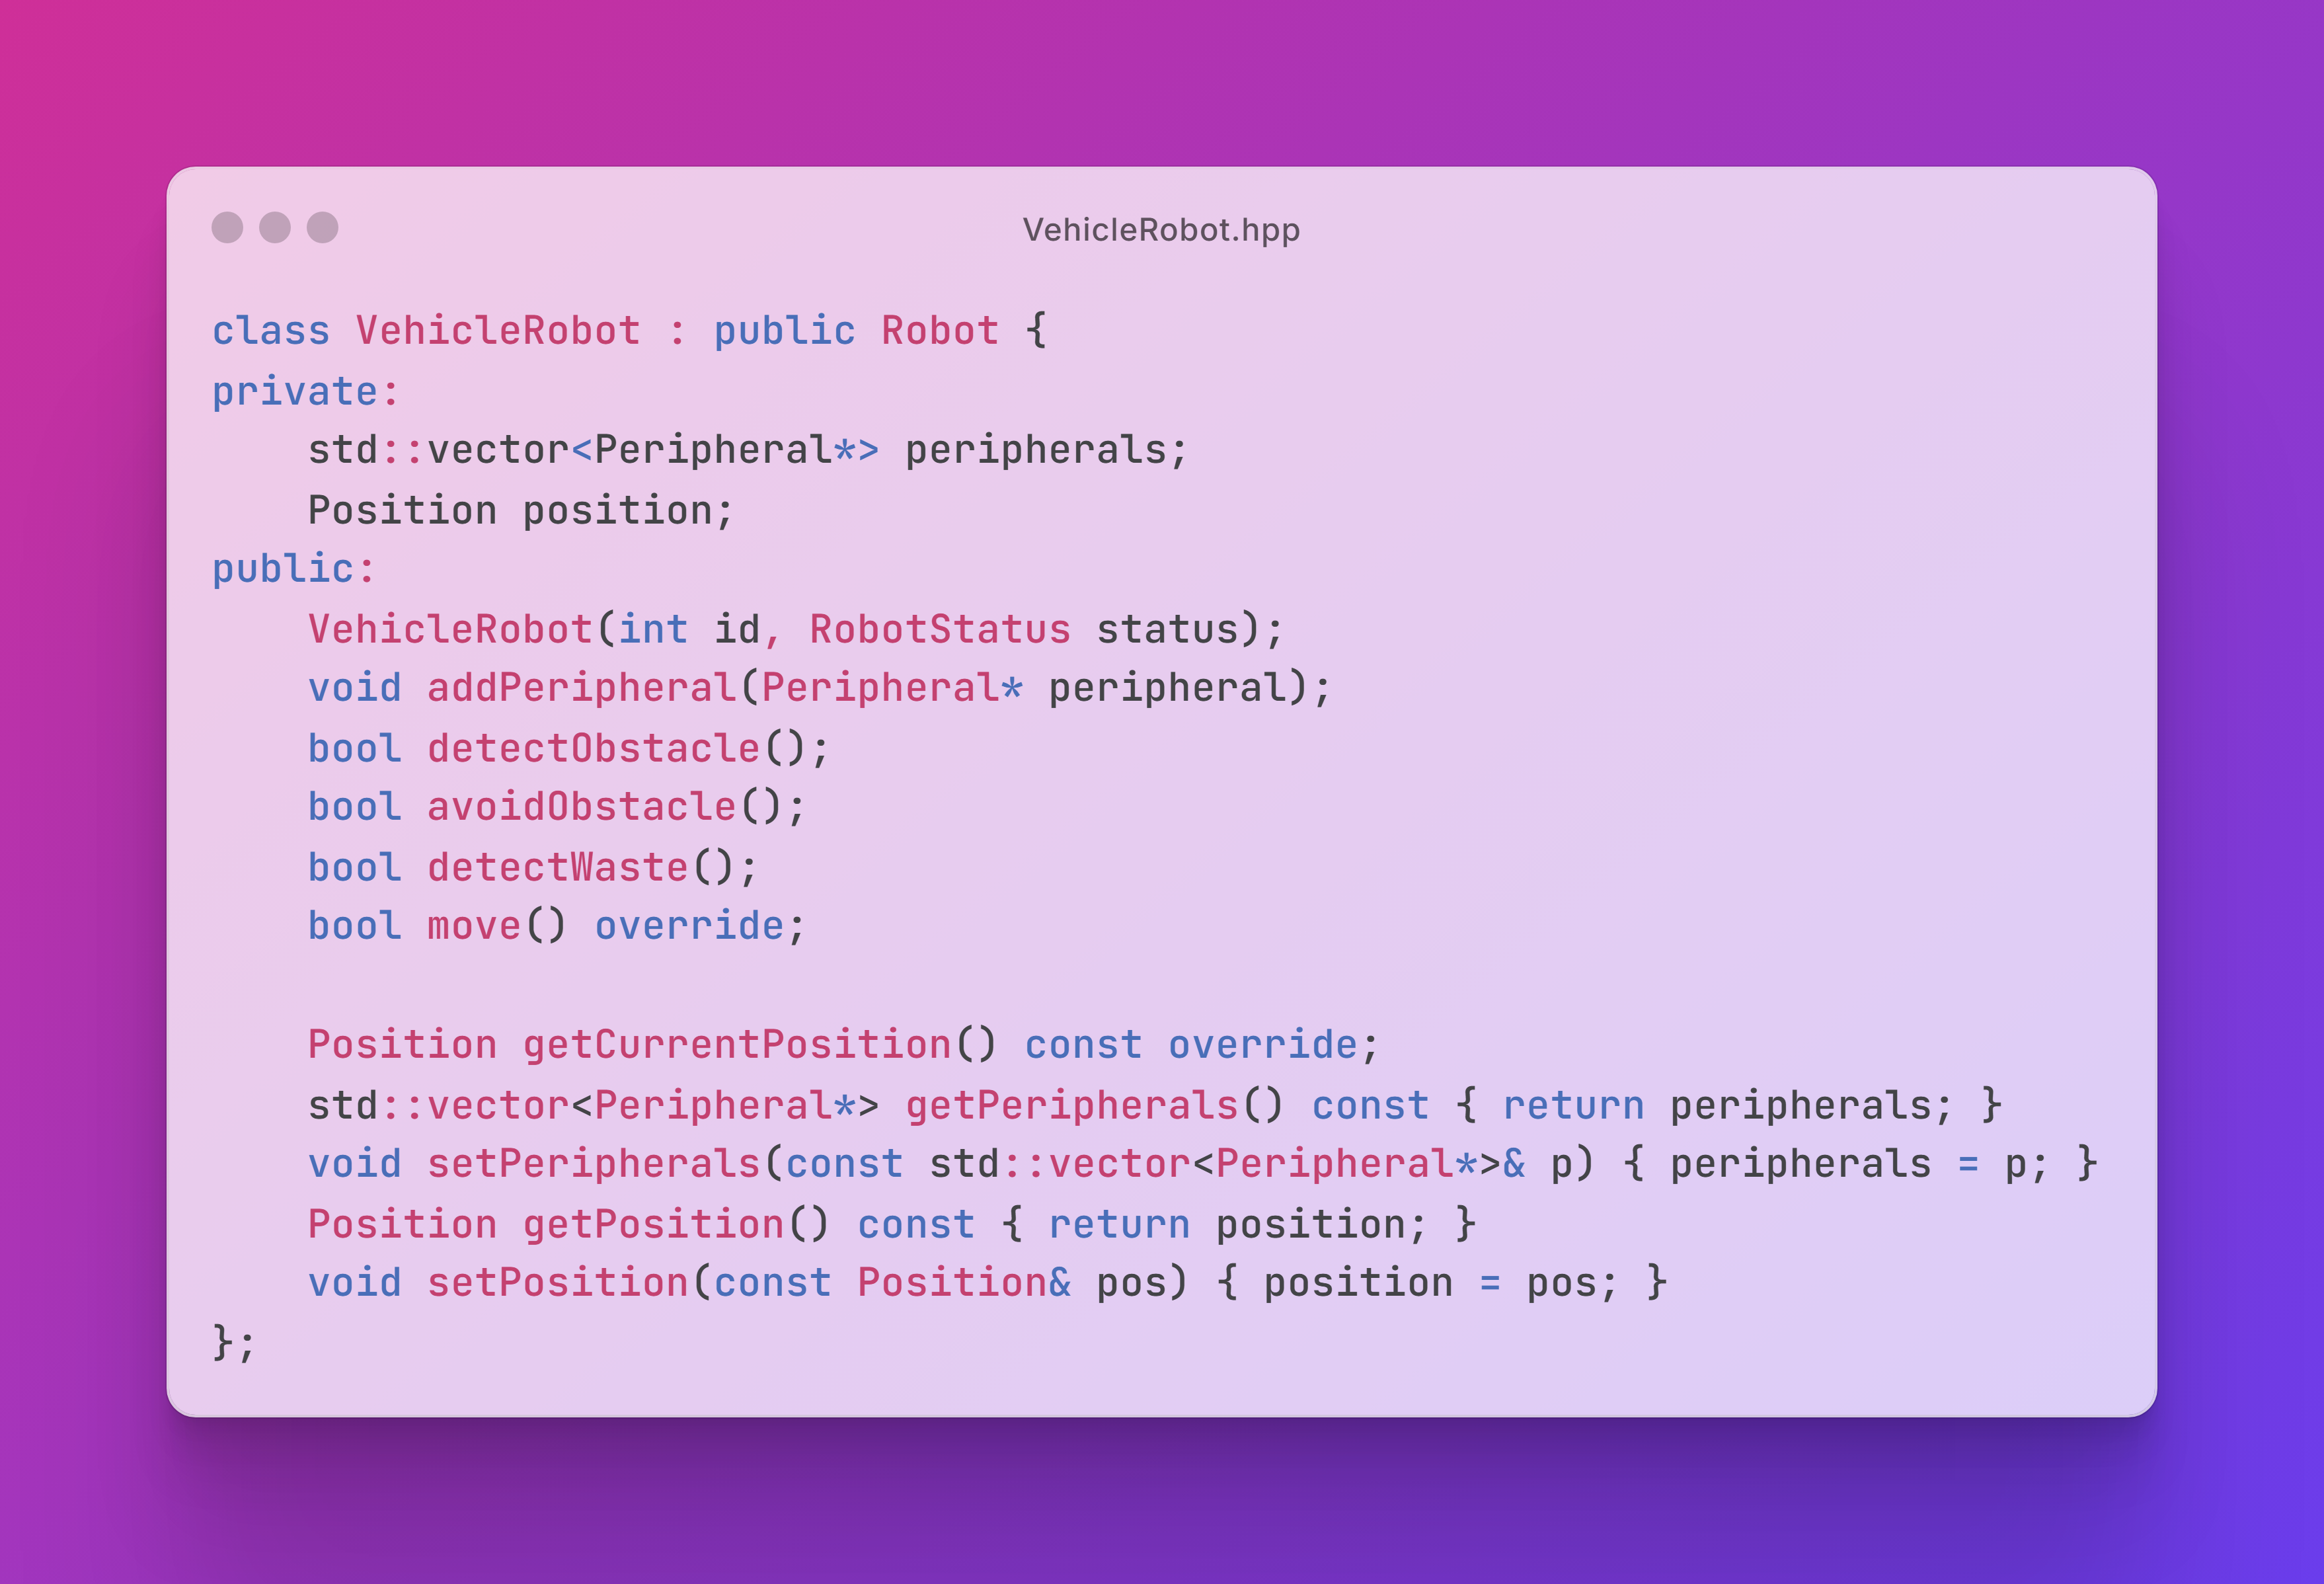 VehicleRobot.hpp
class VehicleRobot : public Robot {
private:
    std::vector<Peripheral*> peripherals;
    Position position;
public:
    VehicleRobot(int id, RobotStatus status);
    void addPeripheral(Peripheral* peripheral);
    bool detectObstacle();
    bool avoidObstacle();
    bool detectWaste();
    bool move() override;

    Position getCurrentPosition() const override;
    std::vector<Peripheral*> getPeripherals() const { return peripherals; }
    void setPeripherals(const std::vector<Peripheral*>& p) { peripherals = p; }
    Position getPosition() const { return position; }
    void setPosition(const Position& pos) { position = pos; }
};